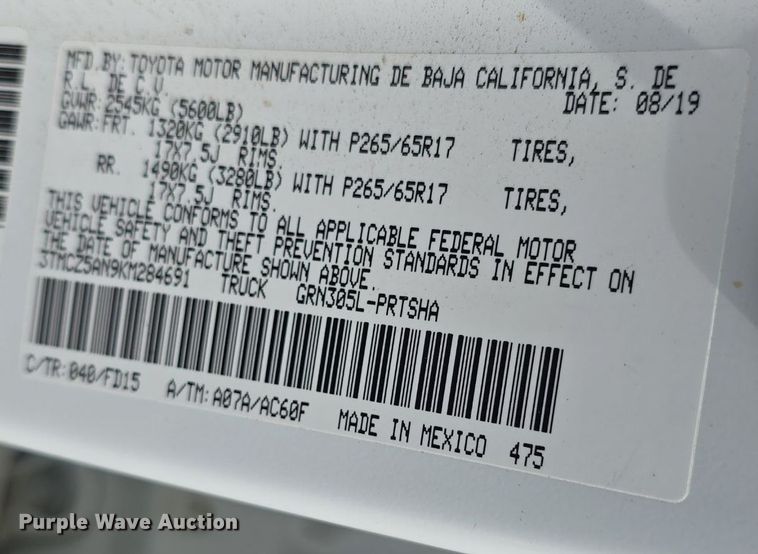 MFD.BY: TOYOTA MOTOR MANUFACTURING DE BAJA CALIFORNIA, S. DE
R.L. DE C.V. DATE: 08/19
GVWR: 2545KG (5600LB)
GAWR:FRT. 1320KG (2910LB) WITH P265/65R17 TIRES,
17X7.5J RIMS.
RR. 1490KG (3280LB) WITH P265/65R17 TIRES,
17X7.5J RIMS.
THIS VEHICLE CONFORMS TO ALL APPLICABLE FEDERAL MOTOR
VEHICLE SAFETY AND THEFT PREVENTION STANDARDS IN EFFECT ON
THE DATE OF MANUFACTURE SHOWN ABOVE.
3TMCZ5AN9KM284691 TRUCK GRN305L-PRTSHA
C/TR:040/FD15 A/TM:A07A/AC60F MADE IN MEXICO 475
Purple Wave Auction